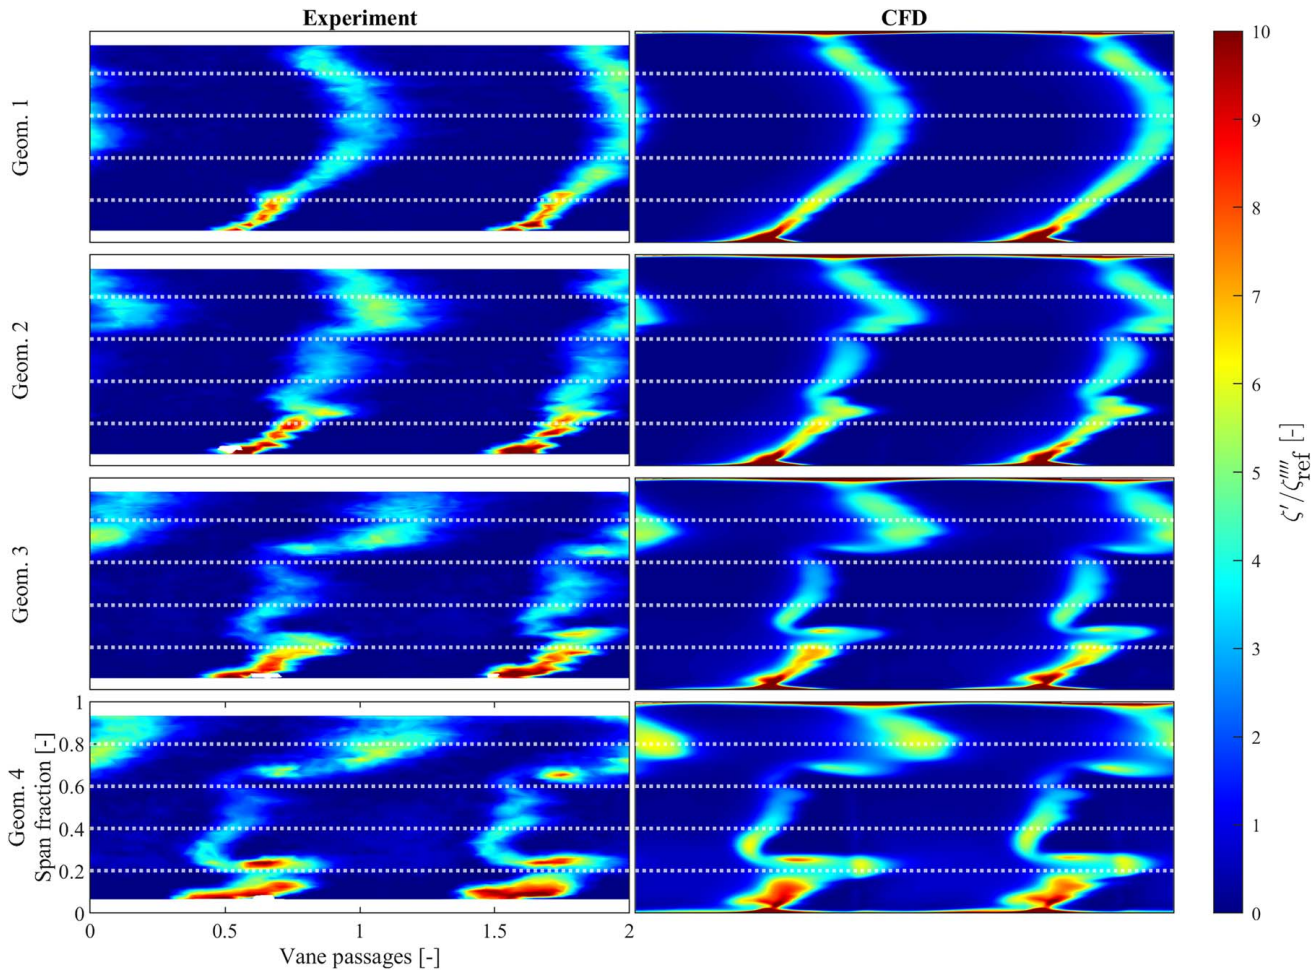 Experiment
CFD
Geom. 1
Geom. 2
Geom. 3
Geom. 4
Span fraction [-]
1
0.8
0.6
0.4
0.2
0
0
0.5
1
1.5
2
Vane passages [-]
10
9
8
7
6
5
4
3
2
1
0
ζ'/ζ''''ref [-]